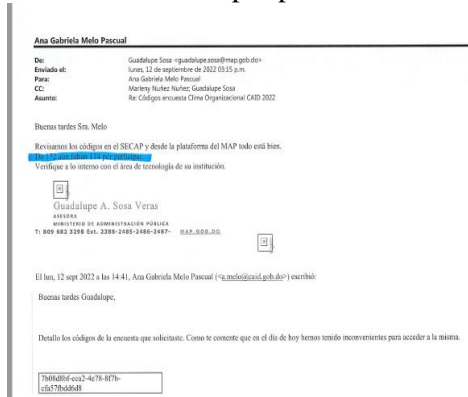 Ana Gabriela Melo Pascual
De: Guadalupe Sosa <guadalupe.sosa@map.gob.do>
Enviado el: lunes, 12 de septiembre de 2022 03:15 p.m.
Para: Ana Gabriela Melo Pascual
CC: Marleny Nuñez Nuñez; Guadalupe Sosa
Asunto: Re: Códigos encuesta Clima Organizacional CAID 2022
Buenas tardes Sra. Melo
Revisamos los códigos en el SECAP y desde la plataforma del MAP todo está bien.
De 132 aún faltan 114 por participar.
Verifique a lo interno con el área de tecnología de su institución.
Guadalupe A. Sosa Veras
ASESORA
MINISTERIO DE ADMINISTRACIÓN PÚBLICA
T: 809 682 3298 Ext. 2388-2485-2486-2487- MAP.GOB.DO
El lun, 12 sept 2022 a las 14:41, Ana Gabriela Melo Pascual (<a.melo@caid.gob.do>) escribió:
Buenas tardes Guadalupe,
Detallo los códigos de la encuesta que solicitaste. Como te comente que en el día de hoy hemos tenido inconvenientes para acceder a la misma.
7b08d8bf-eca2-4c78-8f7b-
cfa57fbdd6d8